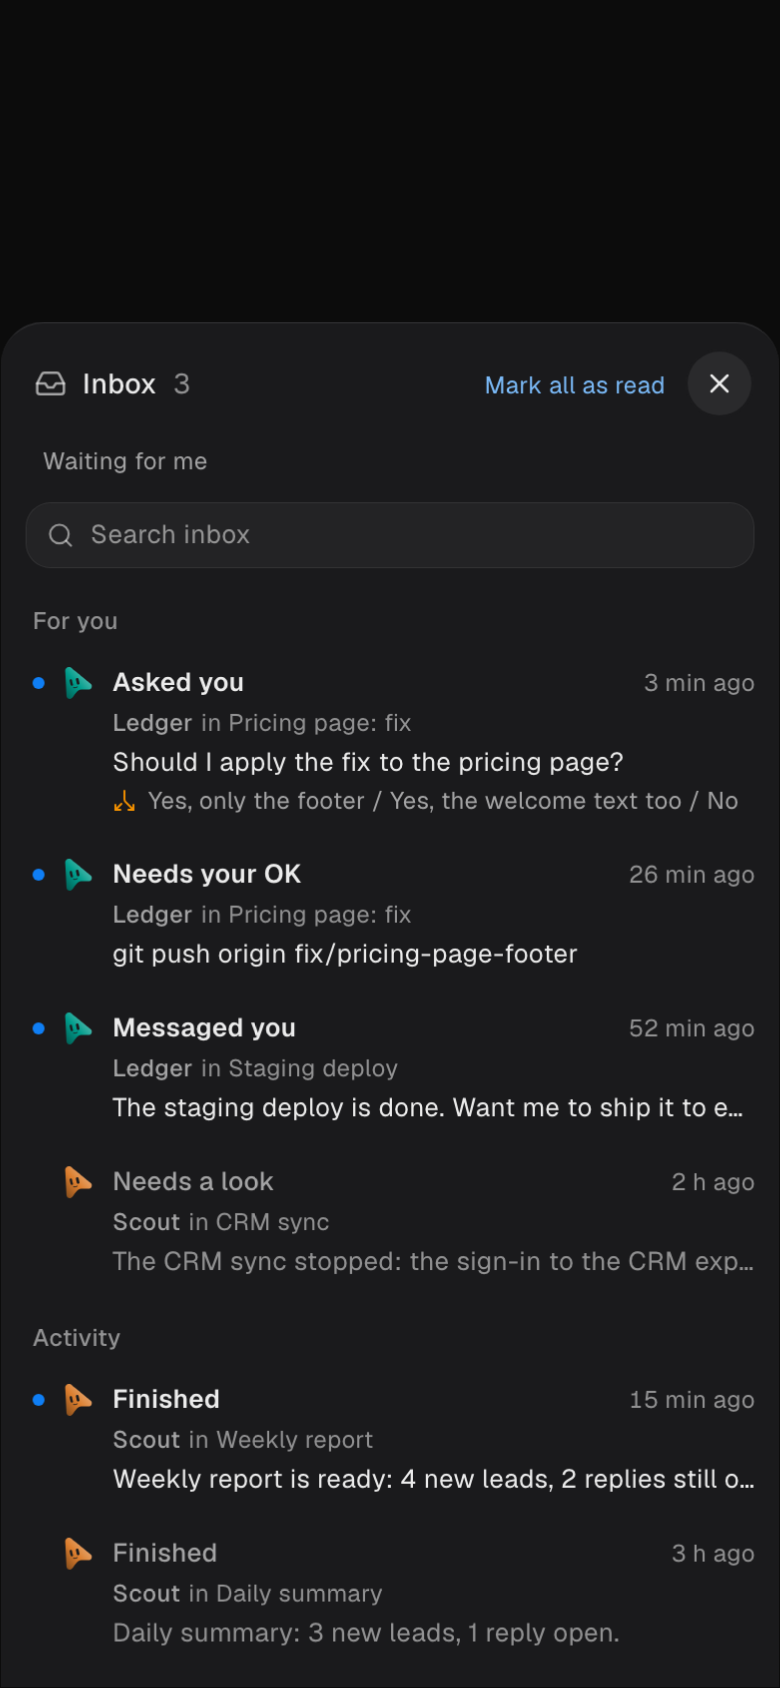 Inbox 3
Mark all as read
Waiting for me
Search inbox
For you
Asked you
3 min ago
Ledger in Pricing page: fix
Should I apply the fix to the pricing page?
Yes, only the footer / Yes, the welcome text too / No
Needs your OK
26 min ago
Ledger in Pricing page: fix
git push origin fix/pricing-page-footer
Messaged you
52 min ago
Ledger in Staging deploy
The staging deploy is done. Want me to ship it to e...
Needs a look
2 h ago
Scout in CRM sync
The CRM sync stopped: the sign-in to the CRM exp...
Activity
Finished
15 min ago
Scout in Weekly report
Weekly report is ready: 4 new leads, 2 replies still o...
Finished
3 h ago
Scout in Daily summary
Daily summary: 3 new leads, 1 reply open.